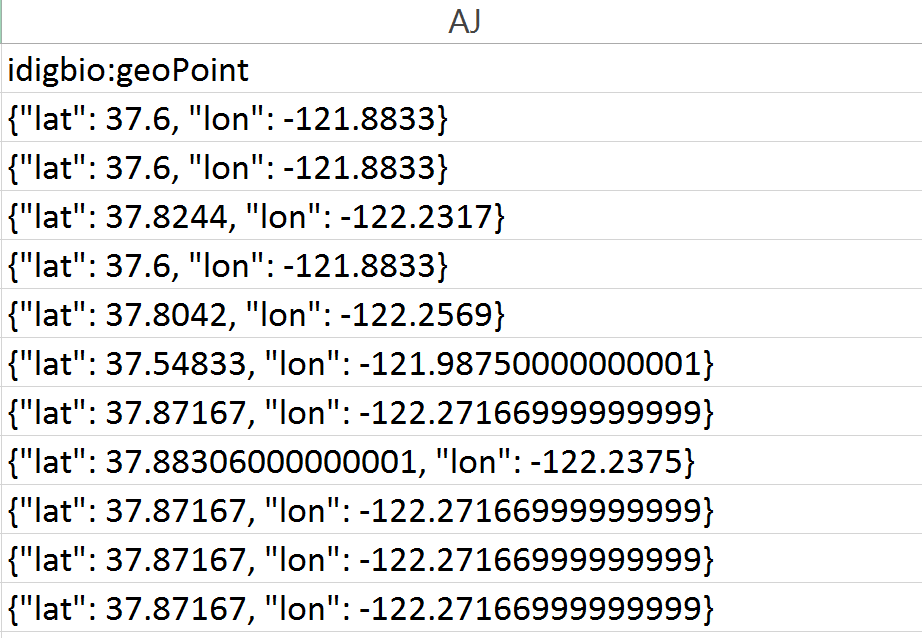 AJ
idigbio:geoPoint
{"lat": 37.6, "lon": -121.8833}
{"lat": 37.6, "lon": -121.8833}
{"lat": 37.8244, "lon": -122.2317}
{"lat": 37.6, "lon": -121.8833}
{"lat": 37.8042, "lon": -122.2569}
{"lat": 37.54833, "lon": -121.98750000000001}
{"lat": 37.87167, "lon": -122.27166999999999}
{"lat": 37.88306000000001, "lon": -122.2375}
{"lat": 37.87167, "lon": -122.27166999999999}
{"lat": 37.87167, "lon": -122.27166999999999}
{"lat": 37.87167, "lon": -122.27166999999999}